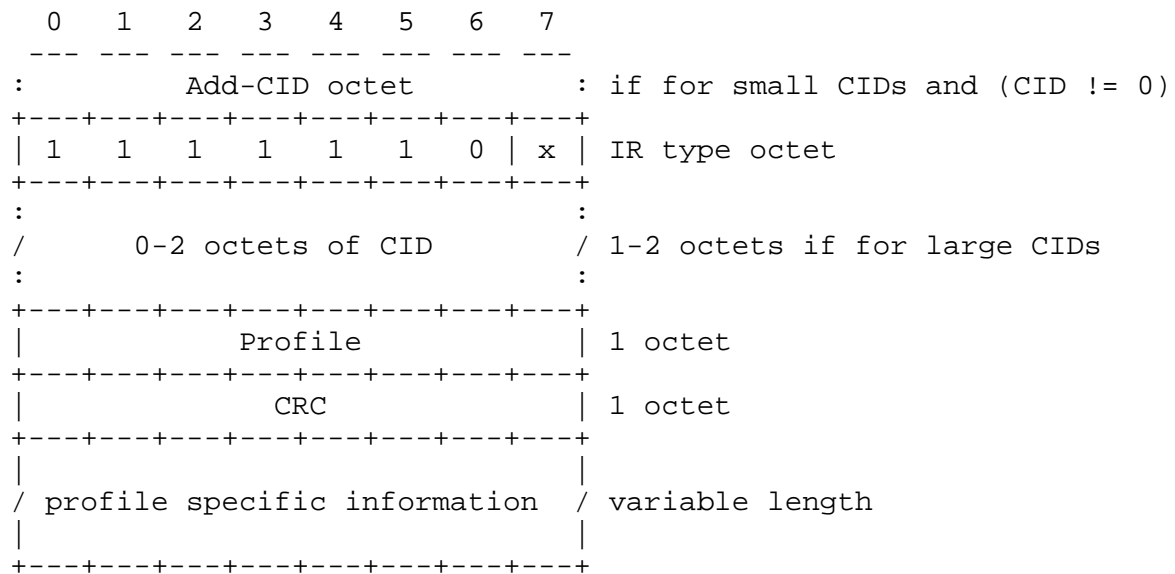 0   1   2   3   4   5   6   7
 --- --- --- --- --- --- --- ---
:         Add-CID octet         : if for small CIDs and (CID != 0)
+---+---+---+---+---+---+---+---+
| 1   1   1   1   1   1   0 | x | IR type octet
+---+---+---+---+---+---+---+---+
:                               :
/      0-2 octets of CID        / 1-2 octets if for large CIDs
:                               :
+---+---+---+---+---+---+---+---+
|            Profile            | 1 octet
+---+---+---+---+---+---+---+---+
|              CRC              | 1 octet
+---+---+---+---+---+---+---+---+
|                               |
/ profile specific information  / variable length
|                               |
+---+---+---+---+---+---+---+---+